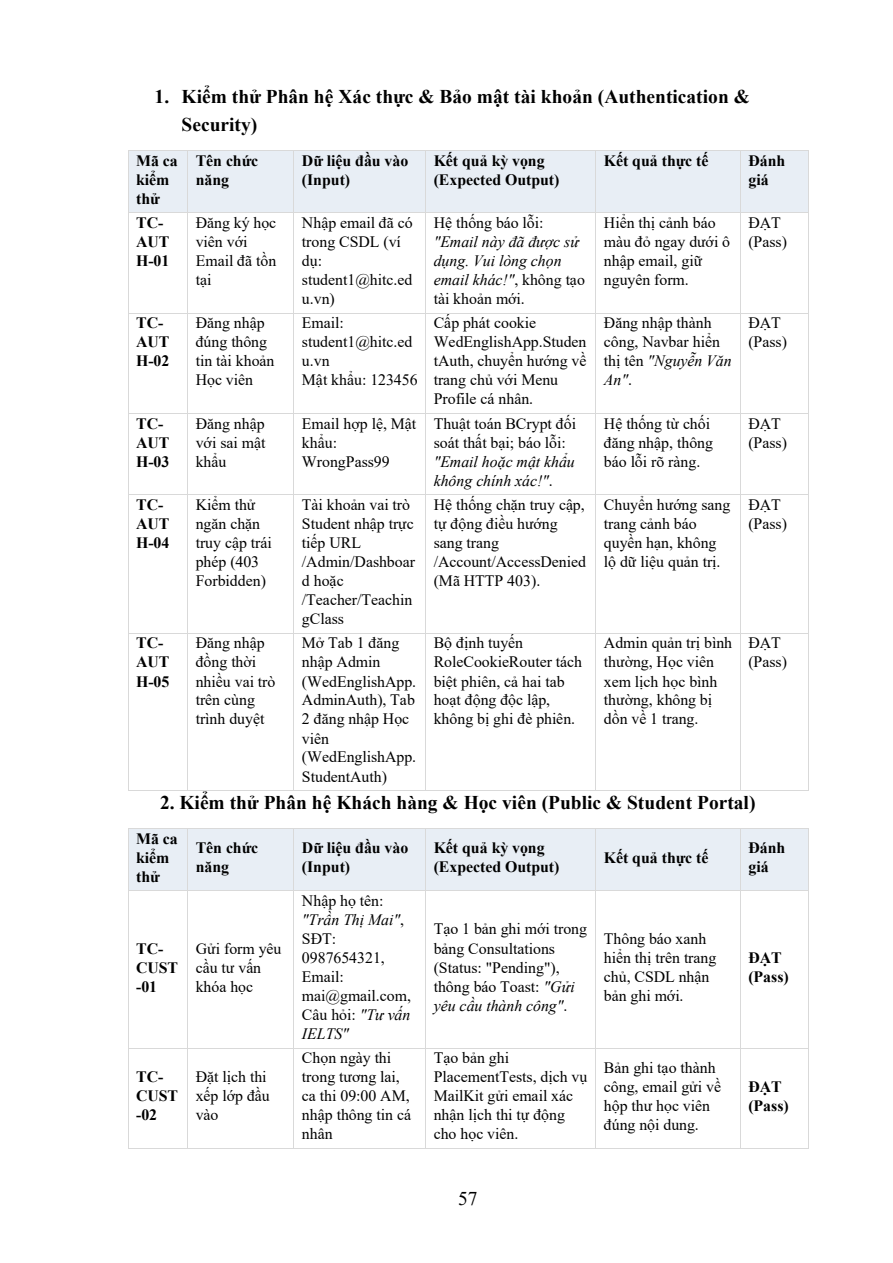 1. Kiểm thử Phân hệ Xác thực & Bảo mật tài khoản (Authentication &
Security)
Mã ca
kiểm
thử
Tên chức
năng
Dữ liệu đầu vào
(Input)
Kết quả kỳ vọng
(Expected Output)
Kết quả thực tế
Đánh
giá
TC-
AUT
H-01
Đăng ký học
viên với
Email đã tồn
tại
Nhập email đã có
trong CSDL (ví
dụ:
student1@hitc.ed
u.vn)
Hệ thống báo lỗi:
"Email này đã được sử
dụng. Vui lòng chọn
email khác!", không tạo
tài khoản mới.
Hiển thị cảnh báo
màu đỏ ngay dưới ô
nhập email, giữ
nguyên form.
ĐẠT
(Pass)
TC-
AUT
H-02
Đăng nhập
đúng thông
tin tài khoản
Học viên
Email:
student1@hitc.ed
u.vn
Mật khẩu: 123456
Cấp phát cookie
WedEnglishApp.Studen
tAuth, chuyển hướng về
trang chủ với Menu
Profile cá nhân.
Đăng nhập thành
công, Navbar hiển
thị tên "Nguyễn Văn
An".
ĐẠT
(Pass)
TC-
AUT
H-03
Đăng nhập
với sai mật
khẩu
Email hợp lệ, Mật
khẩu:
WrongPass99
Thuật toán BCrypt đối
soát thất bại; báo lỗi:
"Email hoặc mật khẩu
không chính xác!".
Hệ thống từ chối
đăng nhập, thông
báo lỗi rõ ràng.
ĐẠT
(Pass)
TC-
AUT
H-04
Kiểm thử
ngăn chặn
truy cập trái
phép (403
Forbidden)
Tài khoản vai trò
Student nhập trực
tiếp URL
/Admin/Dashboar
d hoặc
/Teacher/Teachin
gClass
Hệ thống chặn truy cập,
tự động điều hướng
sang trang
/Account/AccessDenied
(Mã HTTP 403).
Chuyển hướng sang
trang cảnh báo
quyền hạn, không
lộ dữ liệu quản trị.
ĐẠT
(Pass)
TC-
AUT
H-05
Đăng nhập
đồng thời
nhiều vai trò
trên cùng
trình duyệt
Mở Tab 1 đăng
nhập Admin
(WedEnglishApp.
AdminAuth), Tab
2 đăng nhập Học
viên
(WedEnglishApp.
StudentAuth)
Bộ định tuyến
RoleCookieRouter tách
biệt phiên, cả hai tab
hoạt động độc lập,
không bị ghi đè phiên.
Admin quản trị bình
thường, Học viên
xem lịch học bình
thường, không bị
dồn về 1 trang.
ĐẠT
(Pass)
2. Kiểm thử Phân hệ Khách hàng & Học viên (Public & Student Portal)
Mã ca
kiểm
thử
Tên chức
năng
Dữ liệu đầu vào
(Input)
Kết quả kỳ vọng
(Expected Output)
Kết quả thực tế
Đánh
giá
TC-
CUST
-01
Gửi form yêu
cầu tư vấn
khóa học
Nhập họ tên:
"Trần Thị Mai",
SĐT:
0987654321,
Email:
mai@gmail.com,
Câu hỏi: "Tư vấn
IELTS"
Tạo 1 bản ghi mới trong
bảng Consultations
(Status: "Pending"),
thông báo Toast: "Gửi
yêu cầu thành công".
Thông báo xanh
hiển thị trên trang
chủ, CSDL nhận
bản ghi mới.
ĐẠT
(Pass)
TC-
CUST
-02
Đặt lịch thi
xếp lớp đầu
vào
Chọn ngày thi
trong tương lai,
ca thi 09:00 AM,
nhập thông tin cá
nhân
Tạo bản ghi
PlacementTests, dịch vụ
MailKit gửi email xác
nhận lịch thi tự động
cho học viên.
Bản ghi tạo thành
công, email gửi về
hộp thư học viên
đúng nội dung.
ĐẠT
(Pass)
57